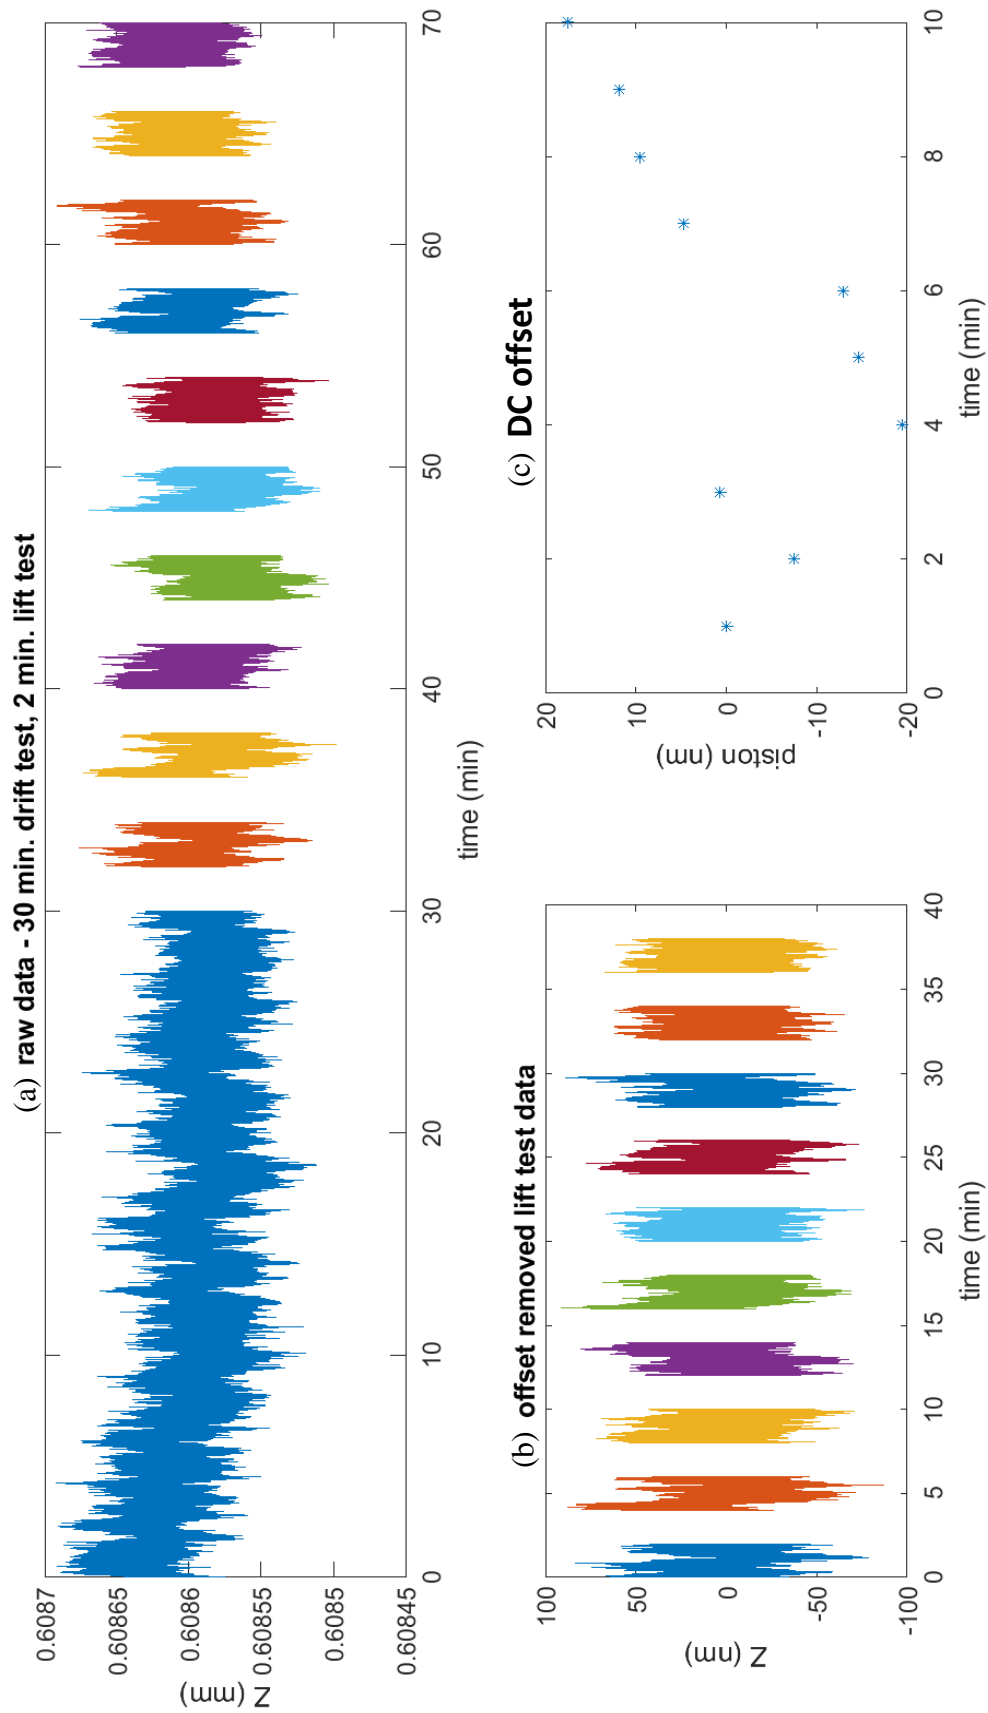 (a) raw data - 30 min. drift test, 2 min. lift test
Z (mm)
0.6087
0.60865
0.6086
0.60855
0.6085
0.60845
0 10 20 30 40 50 60 70
time (min)
(b) offset removed lift test data
Z (nm)
100
50
0
-50
-100
0 5 10 15 20 25 30 35 40
time (min)
(c) DC offset
piston (nm)
20
10
0
-10
-20
0 2 4 6 8 10
time (min)